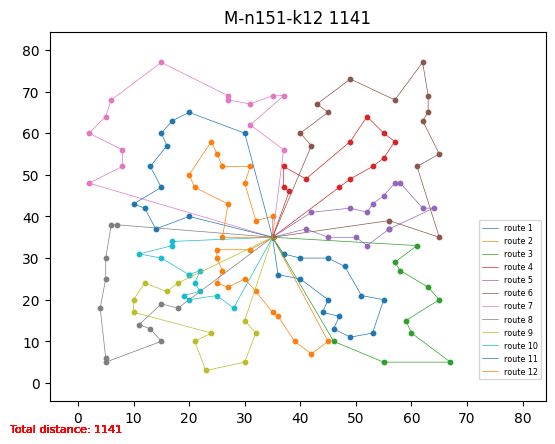 M-n151-k12 1141
80
70
60
50
40
30
20
10
0
route 1
route 2
route 3
route 4
route 5
route 6
route 7
route 8
route 9
route 10
route 11
route 12
0 10 20 30 40 50 60 70 80
Total distance: 1141